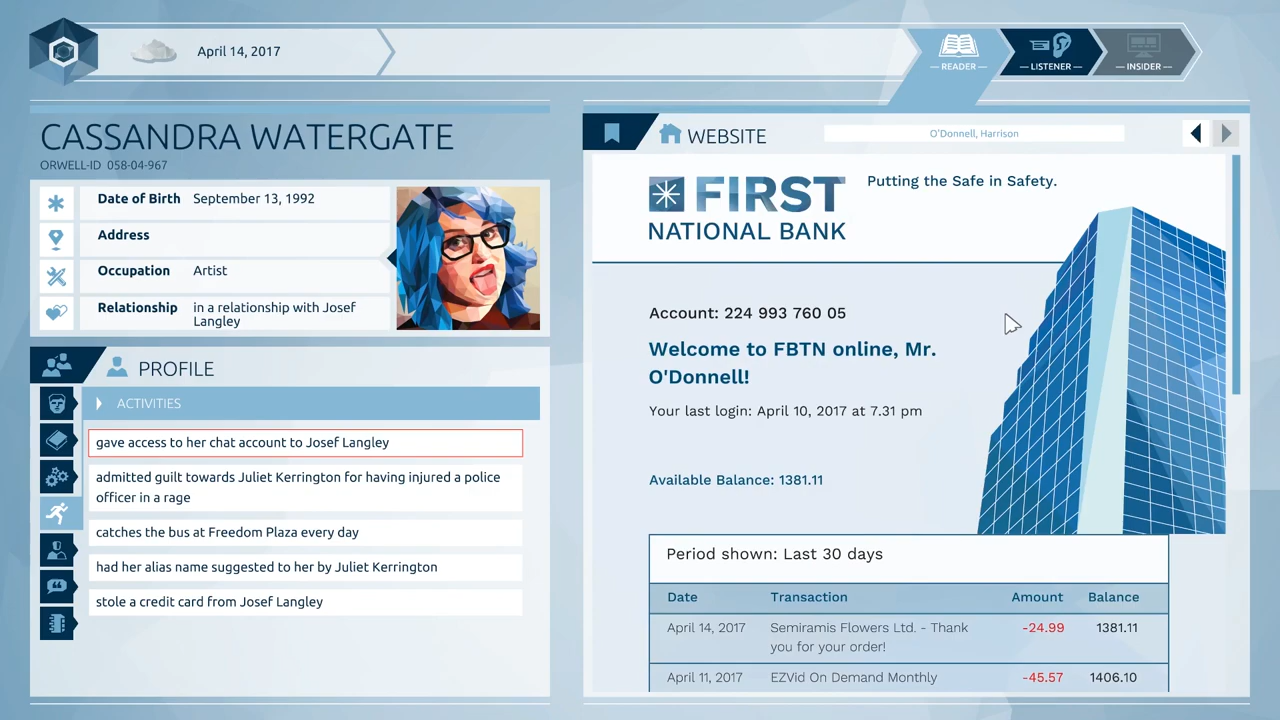 April 14, 2017
— READER —
— LISTENER —
— INSIDER —
CASSANDRA WATERGATE
ORWELL-ID 058-04-967
Date of Birth September 13, 1992
Address
Occupation Artist
Relationship in a relationship with Josef
Langley
PROFILE
ACTIVITIES
gave access to her chat account to Josef Langley
admitted guilt towards Juliet Kerrington for having injured a police
officer in a rage
catches the bus at Freedom Plaza every day
had her alias name suggested to her by Juliet Kerrington
stole a credit card from Josef Langley
WEBSITE
O'Donnell, Harrison
FIRST
NATIONAL BANK
Putting the Safe in Safety.
Account: 224 993 760 05
Welcome to FBTN online, Mr.
O'Donnell!
Your last login: April 10, 2017 at 7.31 pm
Available Balance: 1381.11
Period shown: Last 30 days
Date Transaction Amount Balance
April 14, 2017 Semiramis Flowers Ltd. - Thank -24.99 1381.11
you for your order!
April 11, 2017 EZVid On Demand Monthly -45.57 1406.10